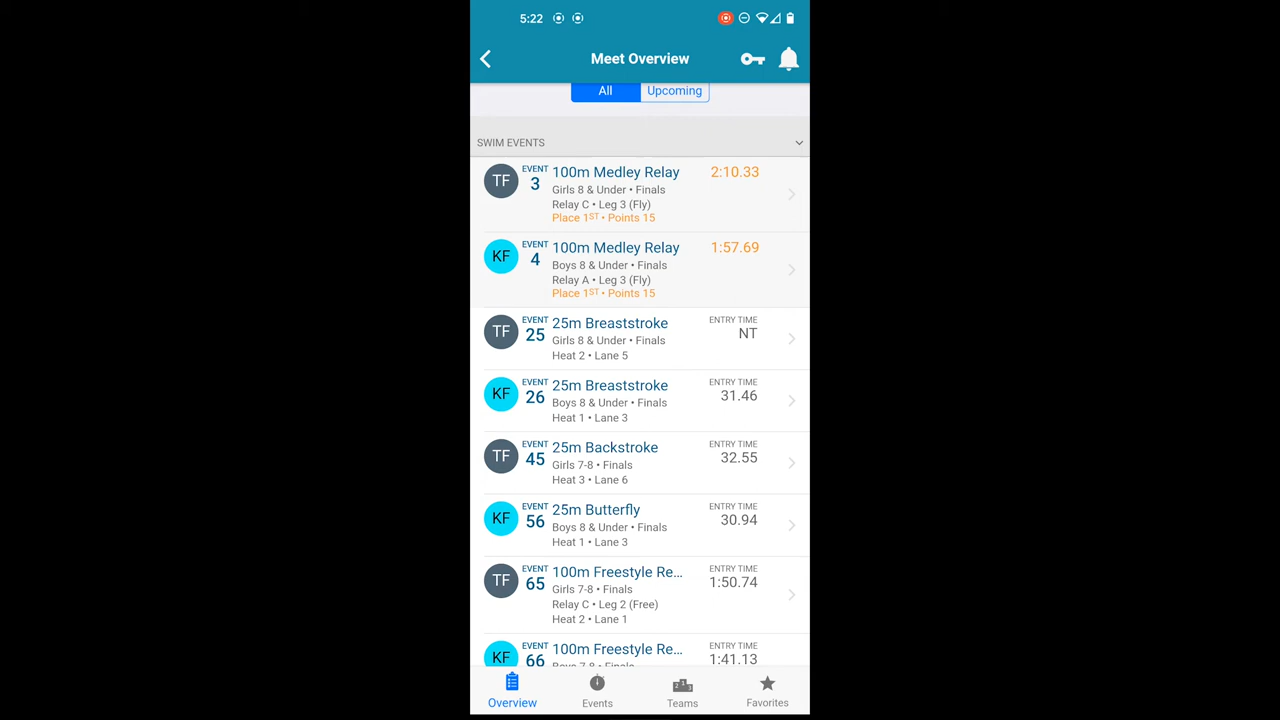 5:22
Meet Overview
All Upcoming
SWIM EVENTS
TF EVENT 3 100m Medley Relay 2:10.33
Girls 8 & Under • Finals
Relay C • Leg 3 (Fly)
Place 1ST • Points 15
KF EVENT 4 100m Medley Relay 1:57.69
Boys 8 & Under • Finals
Relay A • Leg 3 (Fly)
Place 1ST • Points 15
TF EVENT 25 25m Breaststroke ENTRY TIME NT
Girls 8 & Under • Finals
Heat 2 • Lane 5
KF EVENT 26 25m Breaststroke ENTRY TIME 31.46
Boys 8 & Under • Finals
Heat 1 • Lane 3
TF EVENT 45 25m Backstroke ENTRY TIME 32.55
Girls 7-8 • Finals
Heat 3 • Lane 6
KF EVENT 56 25m Butterfly ENTRY TIME 30.94
Boys 8 & Under • Finals
Heat 1 • Lane 3
TF EVENT 65 100m Freestyle Re... ENTRY TIME 1:50.74
Girls 7-8 • Finals
Relay C • Leg 2 (Free)
Heat 2 • Lane 1
KF EVENT 66 100m Freestyle Re... ENTRY TIME 1:41.13
Boys 7-8 • Finals
Overview Events Teams Favorites